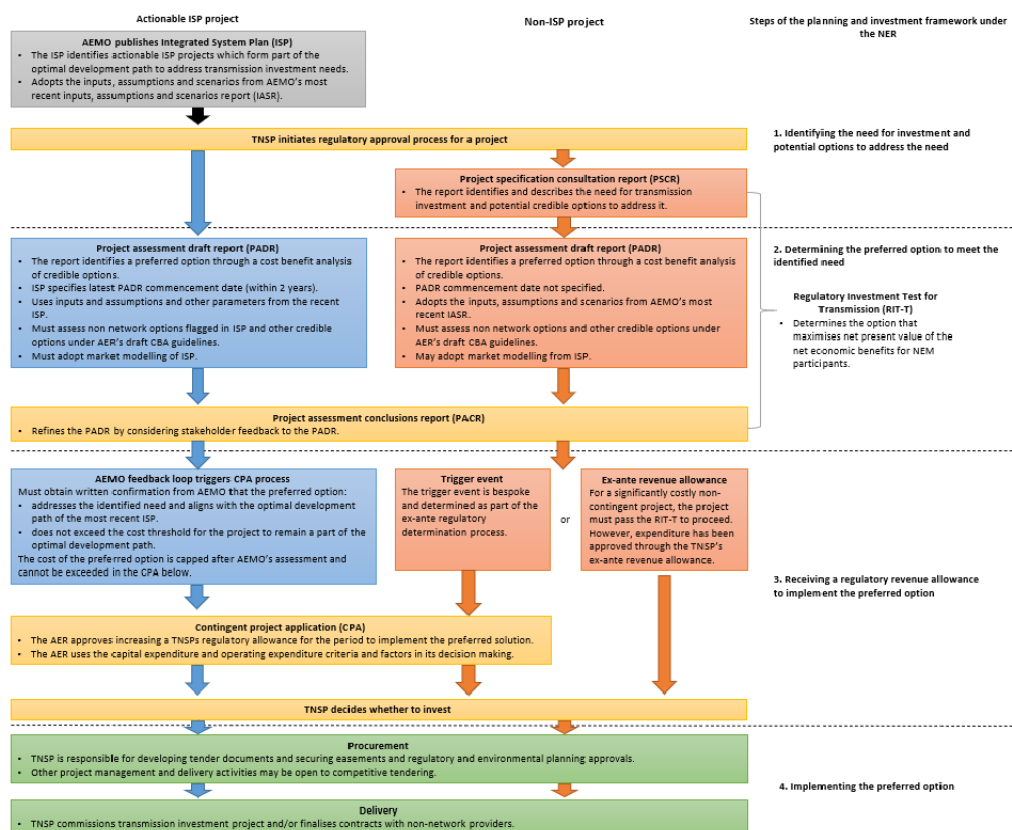 Actionable ISP project
Non-ISP project
Steps of the planning and investment framework under
the NER
AEMO publishes Integrated System Plan (ISP)
• The ISP identifies actionable ISP projects which form part of the
optimal development path to address transmission investment needs.
• Adopts the inputs, assumptions and scenarios from AEMO's most
recent inputs, assumptions and scenarios report (IASR).
TNSP initiates regulatory approval process for a project
1. Identifying the need for investment and
potential options to address the need
Project specification consultation report (PSCR)
• The report identifies and describes the need for transmission
investment and potential credible options to address it.
Project assessment draft report (PADR)
• The report identifies a preferred option through a cost benefit analysis
of credible options.
• ISP specifies latest PADR commencement date (within 2 years).
• Uses inputs and assumptions and other parameters from the recent
ISP.
• Must assess non network options flagged in ISP and other credible
options under AER's draft CBA guidelines.
• Must adopt market modelling of ISP.
Project assessment draft report (PADR)
• The report identifies a preferred option through a cost benefit analysis
of credible options.
• PADR commencement date not specified.
• Adopts the inputs, assumptions and scenarios from AEMO's most
recent IASR.
• Must assess non network options and other credible options under
AER's draft CBA guidelines.
• May adopt market modelling from ISP.
2. Determining the preferred option to meet the
identified need
Regulatory Investment Test for
Transmission (RIT-T)
• Determines the option that
maximises net present value of the
net economic benefits for NEM
participants.
Project assessment conclusions report (PACR)
• Refines the PADR by considering stakeholder feedback to the PADR.
AEMO feedback loop triggers CPA process
Must obtain written confirmation from AEMO that the preferred option:
• addresses the identified need and aligns with the optimal development
path of the most recent ISP.
• does not exceed the cost threshold for the project to remain a part of the
optimal development path.
The cost of the preferred option is capped after AEMO's assessment and
cannot be exceeded in the CPA below.
Trigger event
The trigger event is bespoke
and determined as part of the
ex-ante regulatory
determination process.
or
Ex-ante revenue allowance
For a significantly costly non-
contingent project, the project
must pass the RIT-T to proceed.
However, expenditure has been
approved through the TNSP's
ex-ante revenue allowance.
3. Receiving a regulatory revenue allowance
to implement the preferred option
Contingent project application (CPA)
• The AER approves increasing a TNSPs regulatory allowance for the period to implement the preferred solution.
• The AER uses the capital expenditure and operating expenditure criteria and factors in its decision making.
TNSP decides whether to invest
Procurement
• TNSP is responsible for developing tender documents and securing easements and regulatory and environmental planning approvals.
• Other project management and delivery activities may be open to competitive tendering.
4. Implementing the preferred option
Delivery
• TNSP commissions transmission investment project and/or finalises contracts with non-network providers.